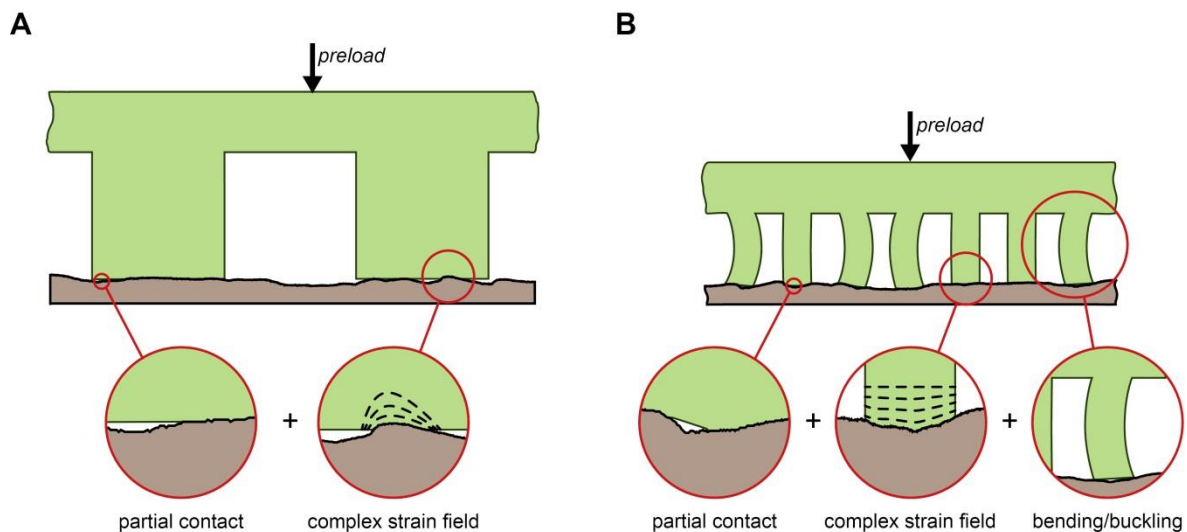 A
preload
partial contact
+
complex strain field
B
preload
partial contact
+
complex strain field
+
bending/buckling